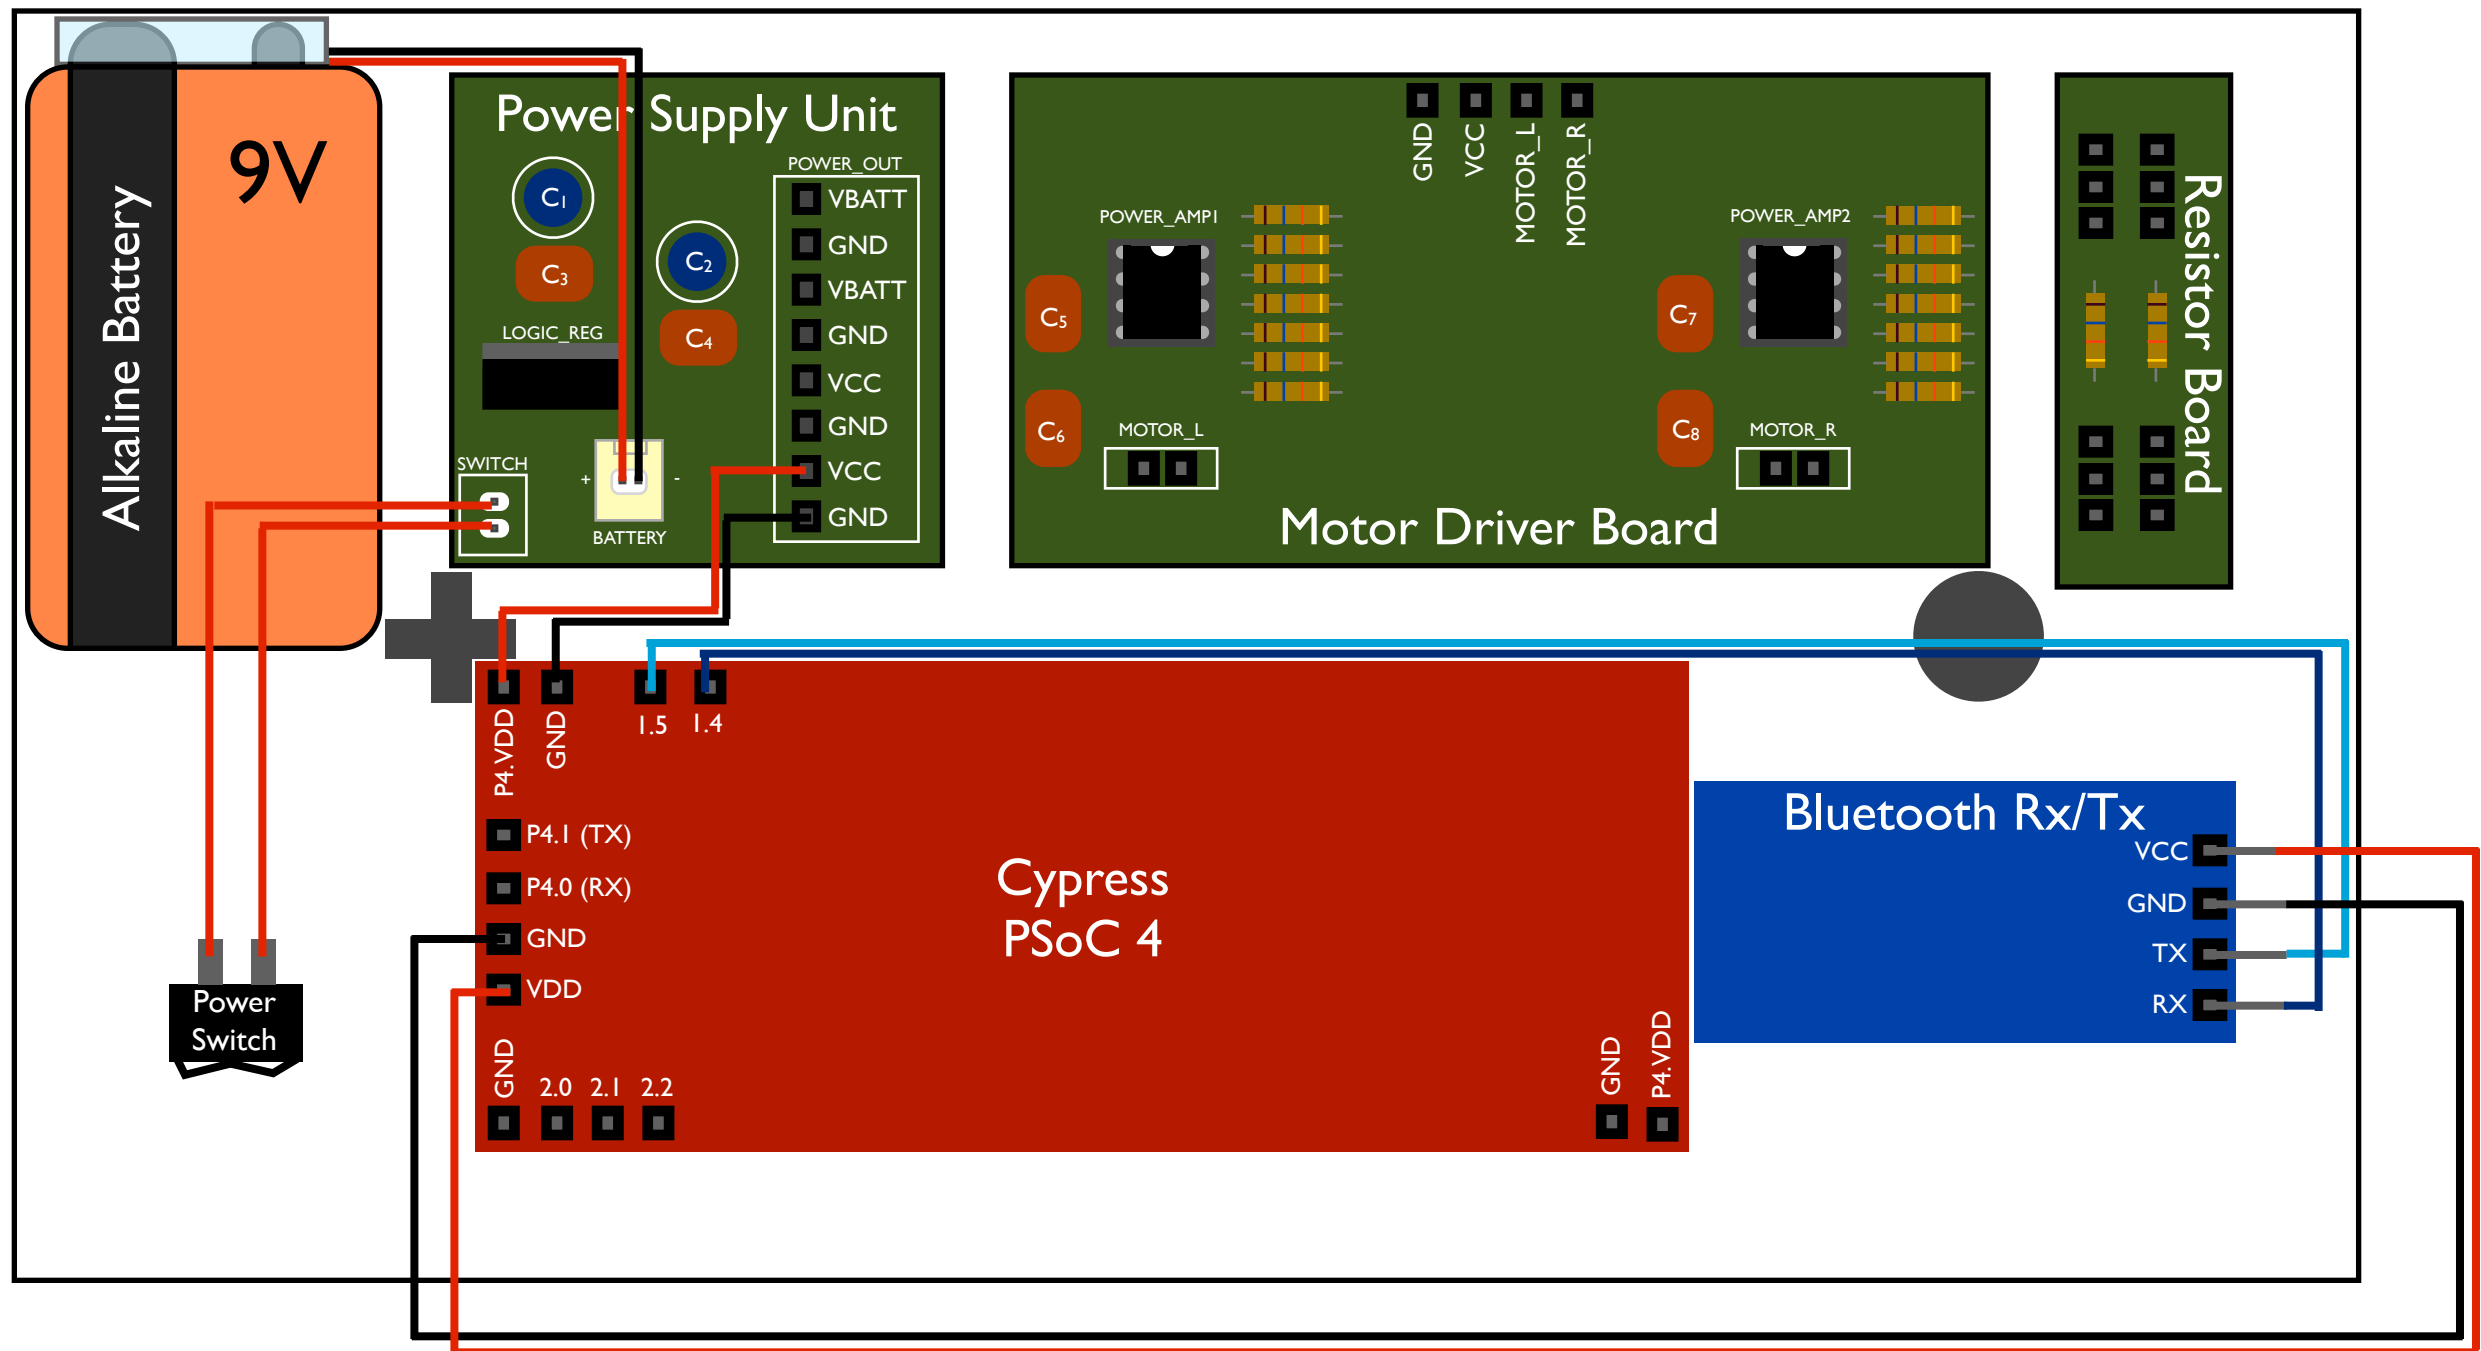 9V
Alkaline Battery
Power Supply Unit
POWER_OUT
C1
C3
C2
C4
LOGIC_REG
VBATT
GND
VBATT
GND
VCC
GND
VCC
GND
SWITCH
+
-
BATTERY
GND
VCC
MOTOR_L
MOTOR_R
POWER_AMP1
POWER_AMP2
C5
C6
C7
C8
MOTOR_L
MOTOR_R
Motor Driver Board
Resistor Board
P4.VDD
GND
1.5
1.4
P4.1 (TX)
P4.0 (RX)
GND
VDD
GND
2.0
2.1
2.2
Cypress
PSoC 4
GND
P4.VDD
Bluetooth Rx/Tx
VCC
GND
TX
RX
Power
Switch